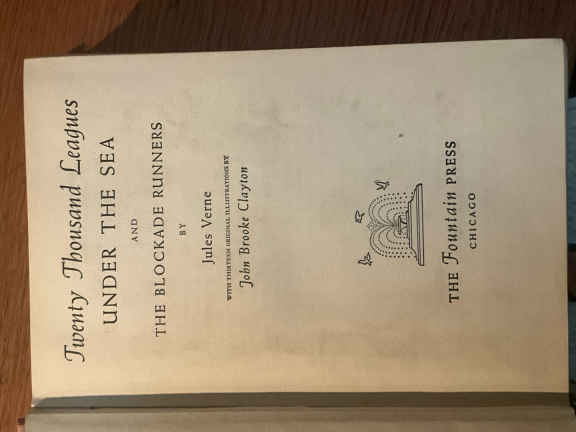 Twenty Thousand Leagues
UNDER THE SEA
AND
THE BLOCKADE RUNNERS
BY
Jules Verne
WITH THIRTEEN ORIGINAL ILLUSTRATIONS BY
John Brooke Clayton
THE Fountain PRESS
CHICAGO